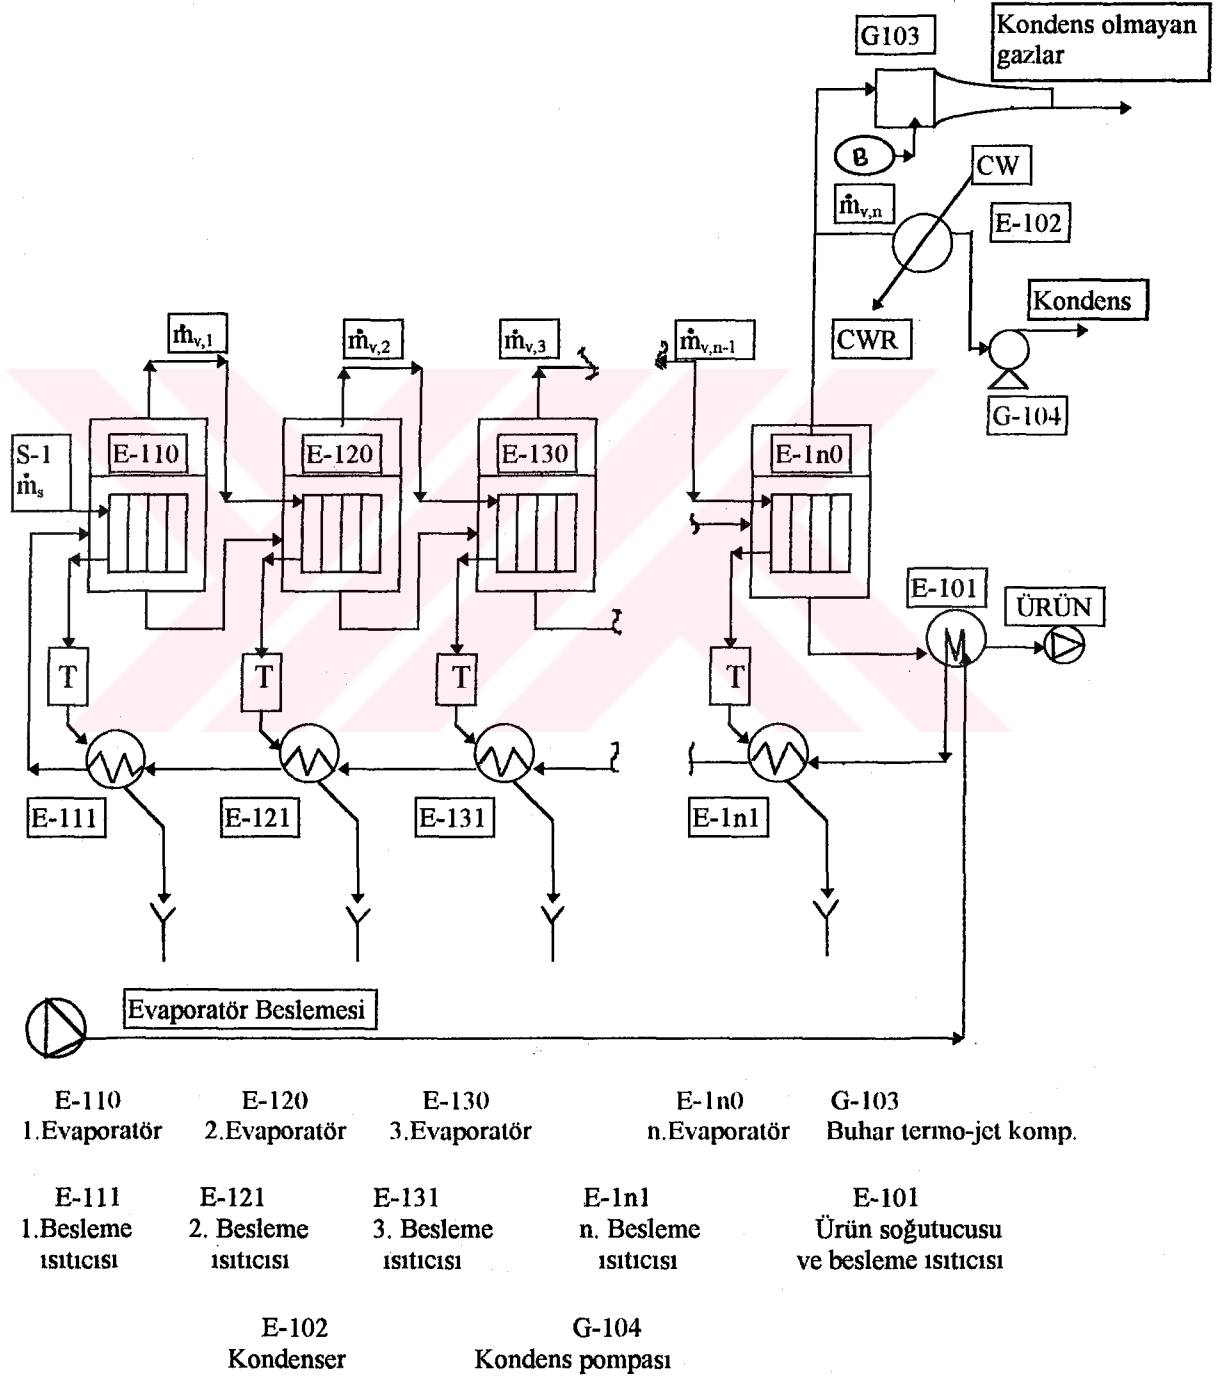 G103
Kondens olmayan
gazlar
B
CW
ṁv,n
E-102
Kondens
CWR
G-104
ṁv,1
ṁv,2
ṁv,3
ṁv,n-1
S-1
ṁs
E-110
E-120
E-130
E-1n0
E-101
ÜRÜN
T
T
T
T
E-111
E-121
E-131
E-1n1
Evaporatör Beslemesi
E-110 E-120 E-130 E-1n0 G-103
1.Evaporatör 2.Evaporatör 3.Evaporatör n.Evaporatör Buhar termo-jet komp.
E-111 E-121 E-131 E-1n1 E-101
1.Besleme 2. Besleme 3. Besleme n. Besleme Ürün soğutucusu
ısıtıcısı ısıtıcısı ısıtıcısı ısıtıcısı ve besleme ısıtıcısı
E-102 G-104
Kondenser Kondens pompası